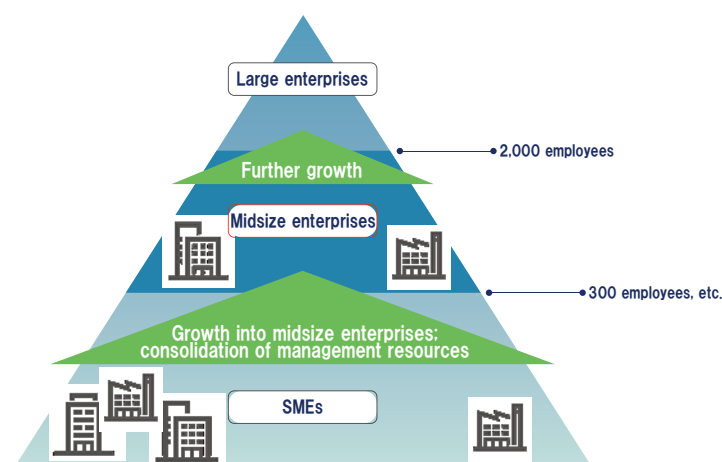 Large enterprises
2,000 employees
Further growth
Midsize enterprises
300 employees, etc.
Growth into midsize enterprises:
consolidation of management resources
SMEs